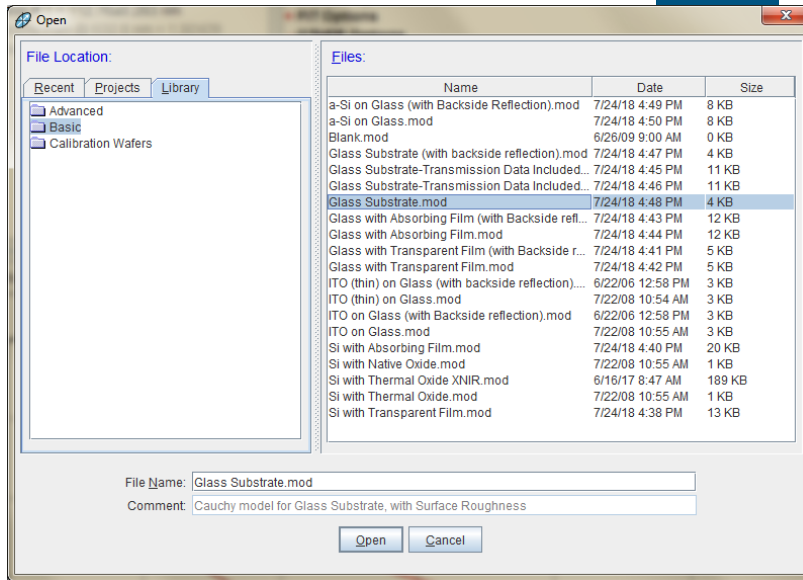 Open
File Location:
Recent Projects Library
Advanced
Basic
Calibration Wafers
Files:
Name Date Size
a-Si on Glass (with Backside Reflection).mod 7/24/18 4:49 PM 8 KB
a-Si on Glass.mod 7/24/18 4:50 PM 8 KB
Blank.mod 6/26/09 9:00 AM 0 KB
Glass Substrate (with backside reflection).mod 7/24/18 4:47 PM 4 KB
Glass Substrate-Transmission Data Included... 7/24/18 4:45 PM 11 KB
Glass Substrate-Transmission Data Included... 7/24/18 4:46 PM 11 KB
Glass Substrate.mod 7/24/18 4:48 PM 4 KB
Glass with Absorbing Film (with Backside refl... 7/24/18 4:43 PM 12 KB
Glass with Absorbing Film.mod 7/24/18 4:44 PM 12 KB
Glass with Transparent Film (with Backside r... 7/24/18 4:41 PM 5 KB
Glass with Transparent Film.mod 7/24/18 4:42 PM 5 KB
ITO (thin) on Glass (with backside reflection).... 6/22/06 12:58 PM 3 KB
ITO (thin) on Glass.mod 7/22/08 10:54 AM 3 KB
ITO on Glass (with Backside reflection).mod 6/22/06 12:58 PM 3 KB
ITO on Glass.mod 7/22/08 10:55 AM 3 KB
Si with Absorbing Film.mod 7/24/18 4:40 PM 20 KB
Si with Native Oxide.mod 7/22/08 10:55 AM 1 KB
Si with Thermal Oxide XNIR.mod 6/16/17 8:47 AM 189 KB
Si with Thermal Oxide.mod 7/22/08 10:55 AM 1 KB
Si with Transparent Film.mod 7/24/18 4:38 PM 13 KB
File Name: Glass Substrate.mod
Comment: Cauchy model for Glass Substrate, with Surface Roughness
Open Cancel